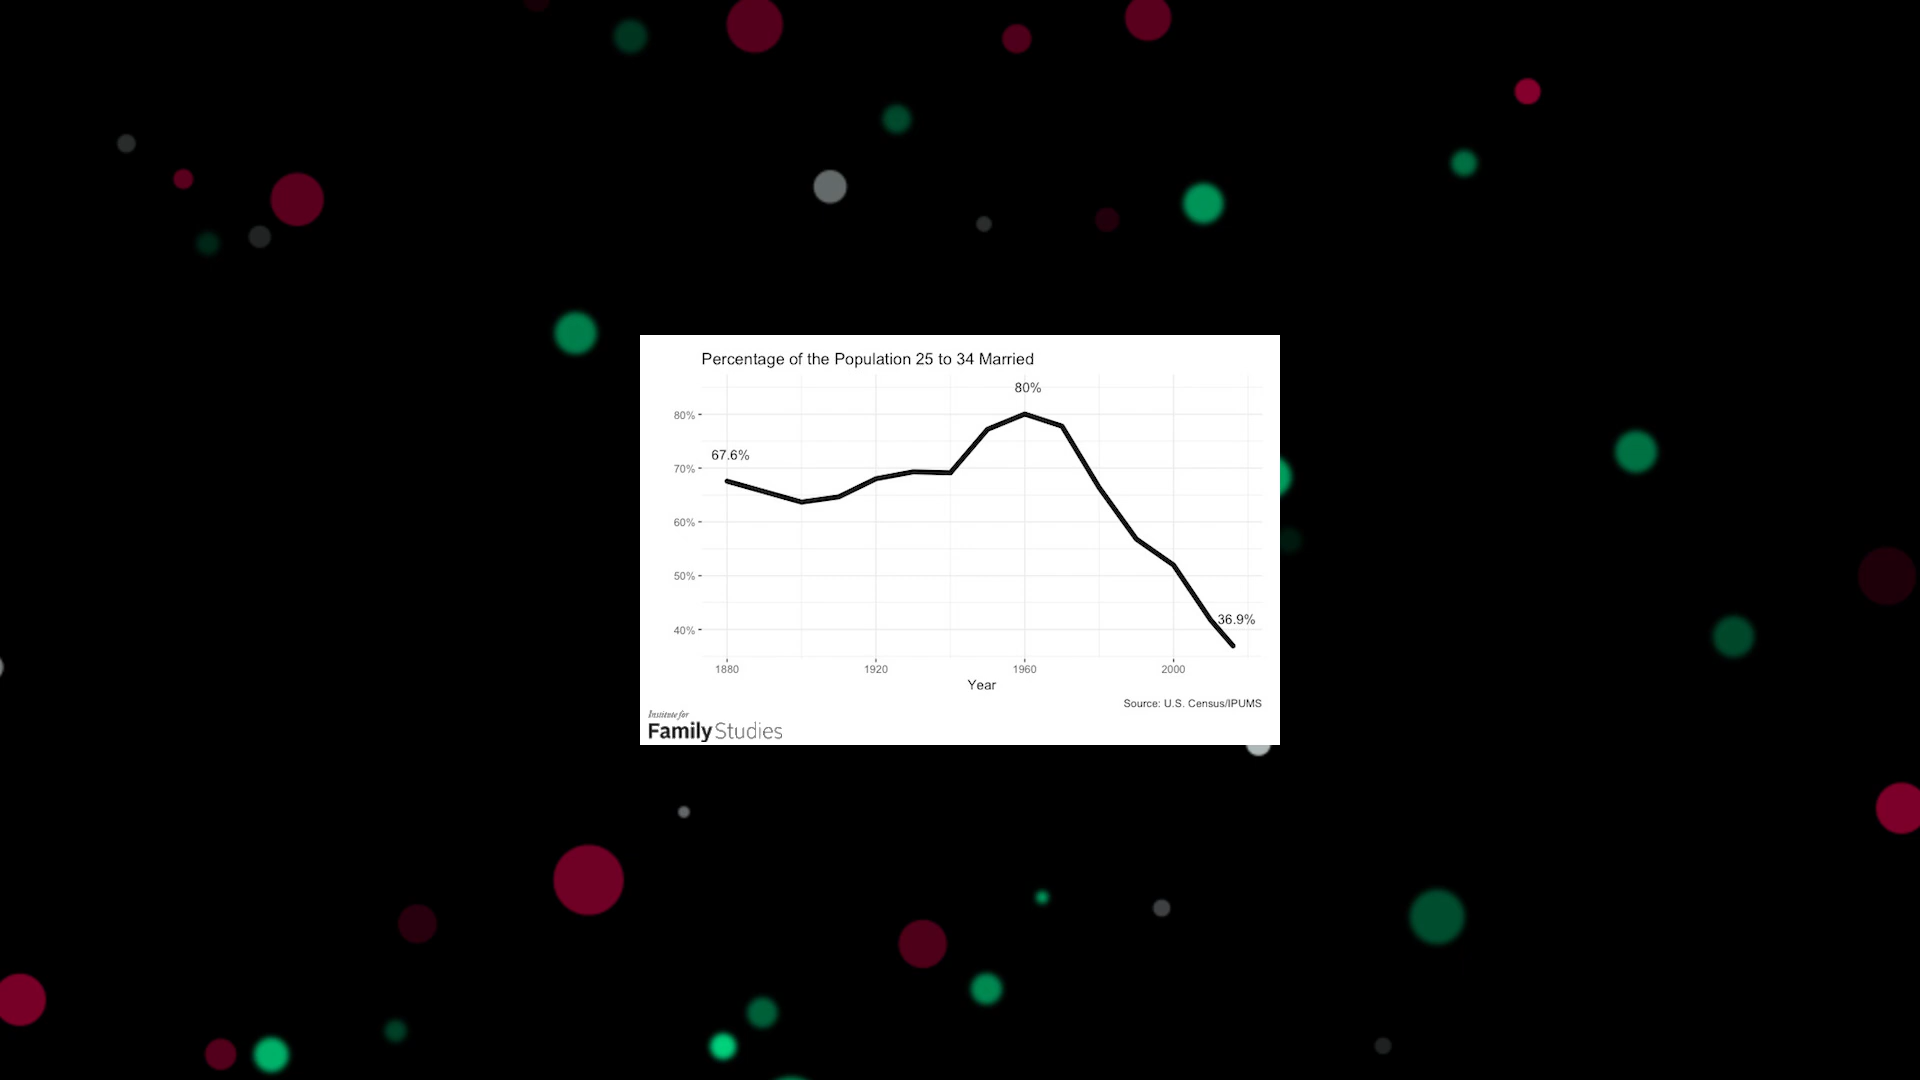 Percentage of the Population 25 to 34 Married
80%
80%
67.6%
70%
60%
50%
36.9%
40%
1880 1920 1960 2000
Year
Source: U.S. Census/IPUMS
Institute for
Family Studies